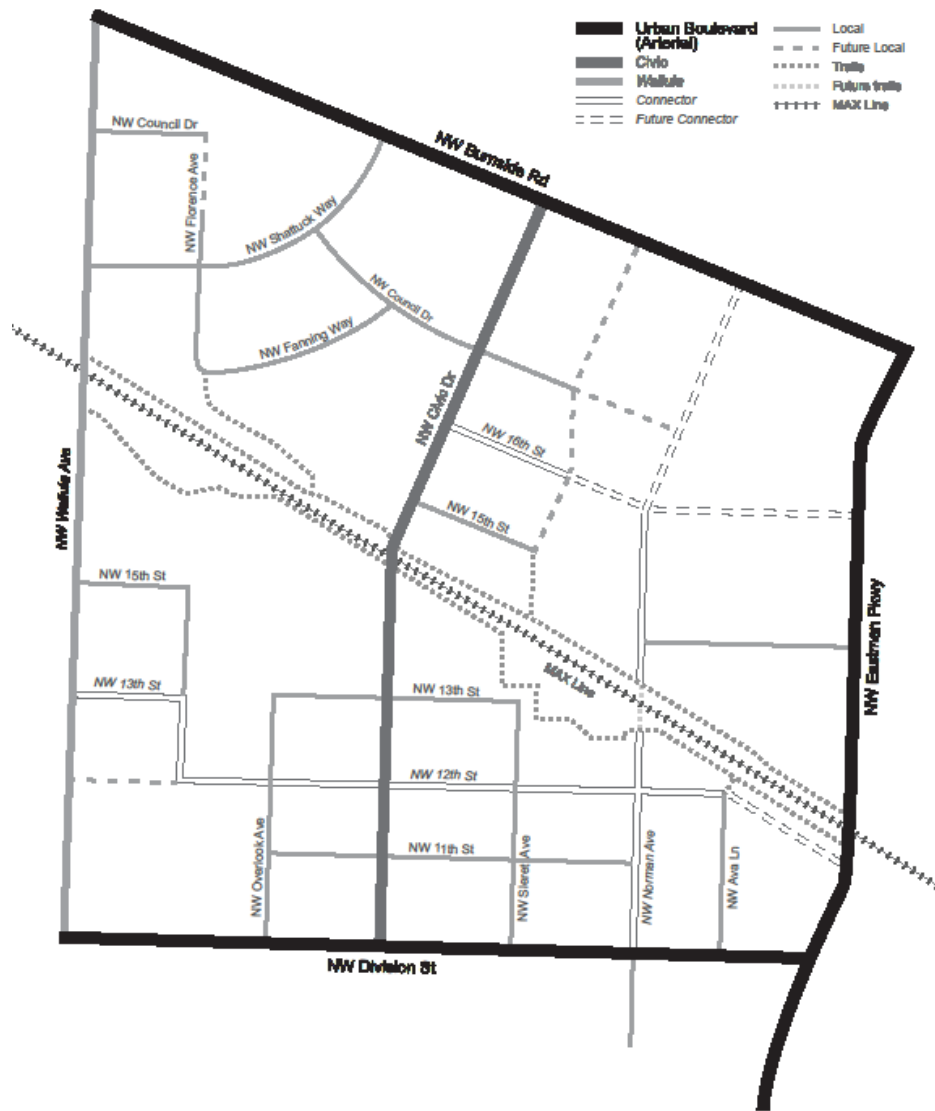 Urban Boulevard
(Arterial)
Civic
Wallula
Connector
Future Connector
Local
Future Local
Trails
Future trails
MAX Line
NW Burnside Rd
NW Council Dr
NW Florence Ave
NW Shattuck Way
NW Council Dr
NW Fanning Way
NW Civic Dr
NW 16th St
NW 15th St
NW Wallula Ave
NW 15th St
NW Eastman Pkwy
NW 13th St
NW 13th St
MAX Line
NW 12th St
NW 11th St
NW Overlook Ave
NW Sleret Ave
NW Norman Ave
NW Ava Ln
NW Division St